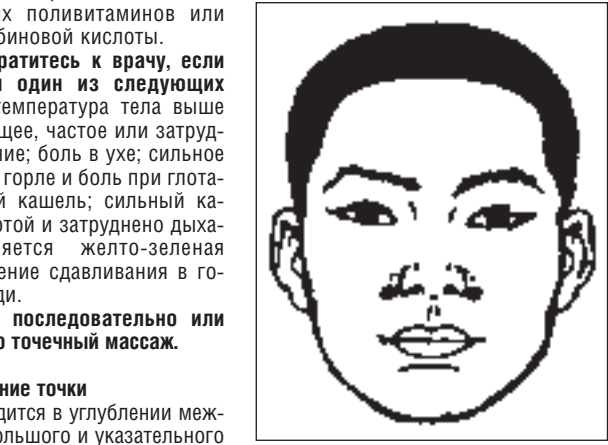 х поливитаминов или
биновой кислоты.
ратитесь к врачу, если
один из следующих
температура тела выше
щее, частое или затруд-
ние; боль в ухе; сильное
горле и боль при глота-
й кашель; сильный ка-
отой и затруднено дыха-
ляется желто-зеленая
ение сдавливания в го-
ди.
последовательно или
о точечный массаж.
ние точки
дится в углублении меж-
ольшого и указательного